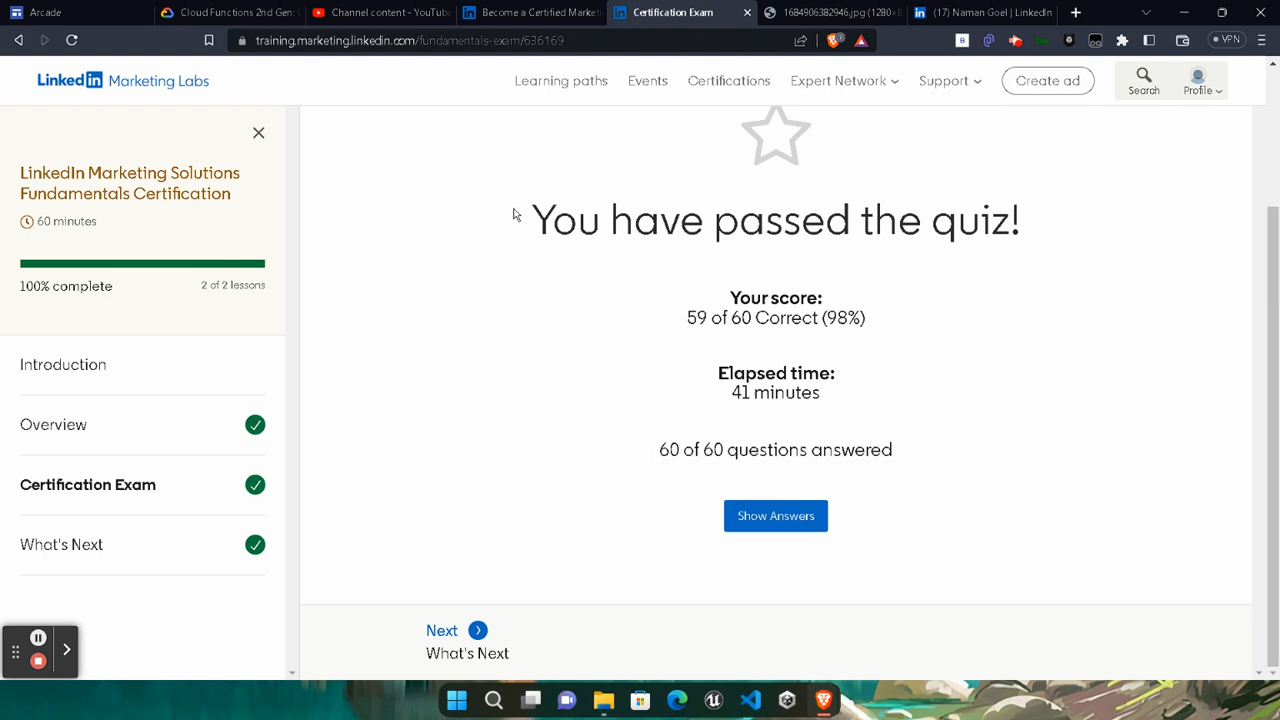 Arcade
Cloud Functions 2nd Gen:
Channel content - YouTube
Become a Certified Market
Certification Exam
1684906382946.jpg (1280×8
(17) Naman Goel | LinkedIn
training.marketing.linkedin.com/fundamentals-exam/636169
VPN
LinkedIn Marketing Labs
Learning paths
Events
Certifications
Expert Network
Support
Create ad
Search
Profile
LinkedIn Marketing Solutions
Fundamentals Certification
60 minutes
100% complete
2 of 2 lessons
Introduction
Overview
Certification Exam
What's Next
You have passed the quiz!
Your score:
59 of 60 Correct (98%)
Elapsed time:
41 minutes
60 of 60 questions answered
Show Answers
Next
What's Next